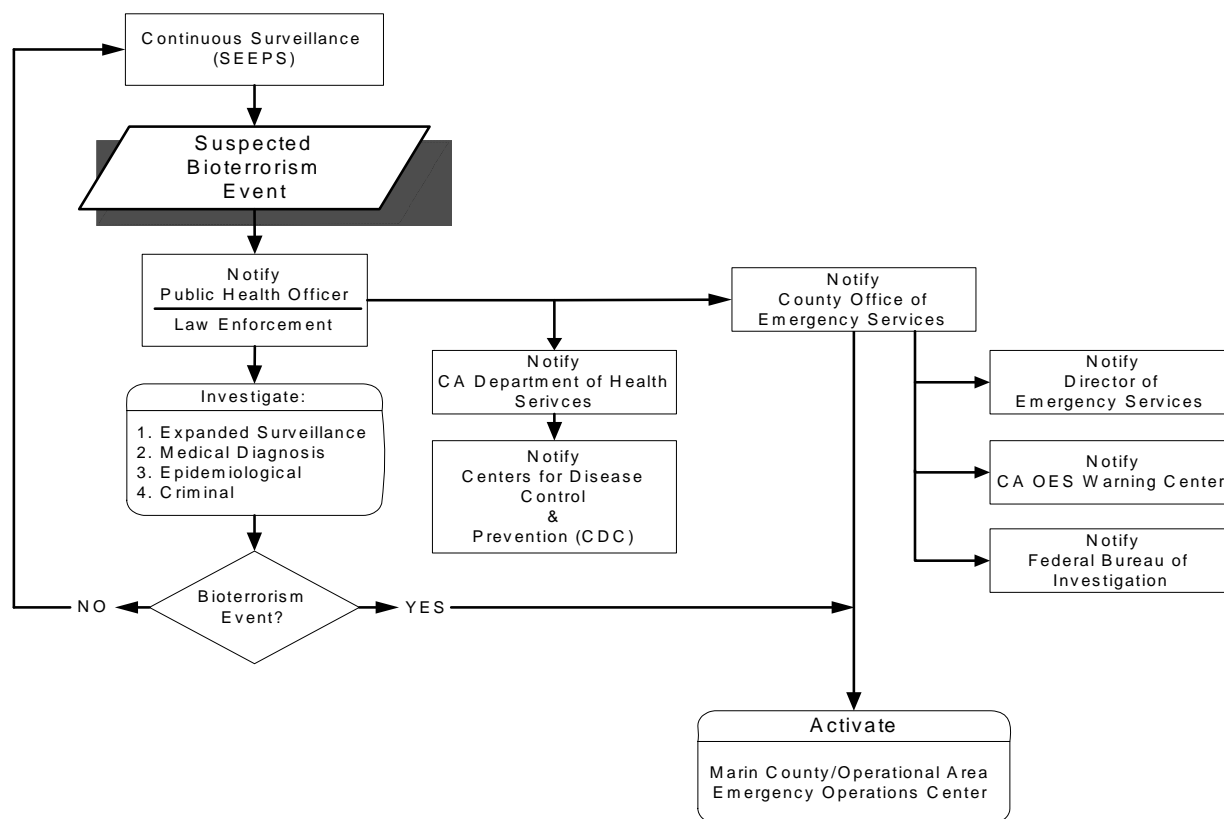 Continuous Surveillance
(SEEPS)
Suspected
Bioterrorism
Event
Notify
Public Health Officer
Law Enforcement
Notify
County Office of
Emergency Services
Notify
CA Department of Health
Serivces
Notify
Director of
Emergency Services
Investigate:
1. Expanded Surveillance
2. Medical Diagnosis
3. Epidemiological
4. Criminal
Notify
Centers for Disease
Control
&
Prevention (CDC)
Notify
CA OES Warning Center
Notify
Federal Bureau of
Investigation
NO
Bioterrorism
Event?
YES
Activate
Marin County/Operational Area
Emergency Operations Center